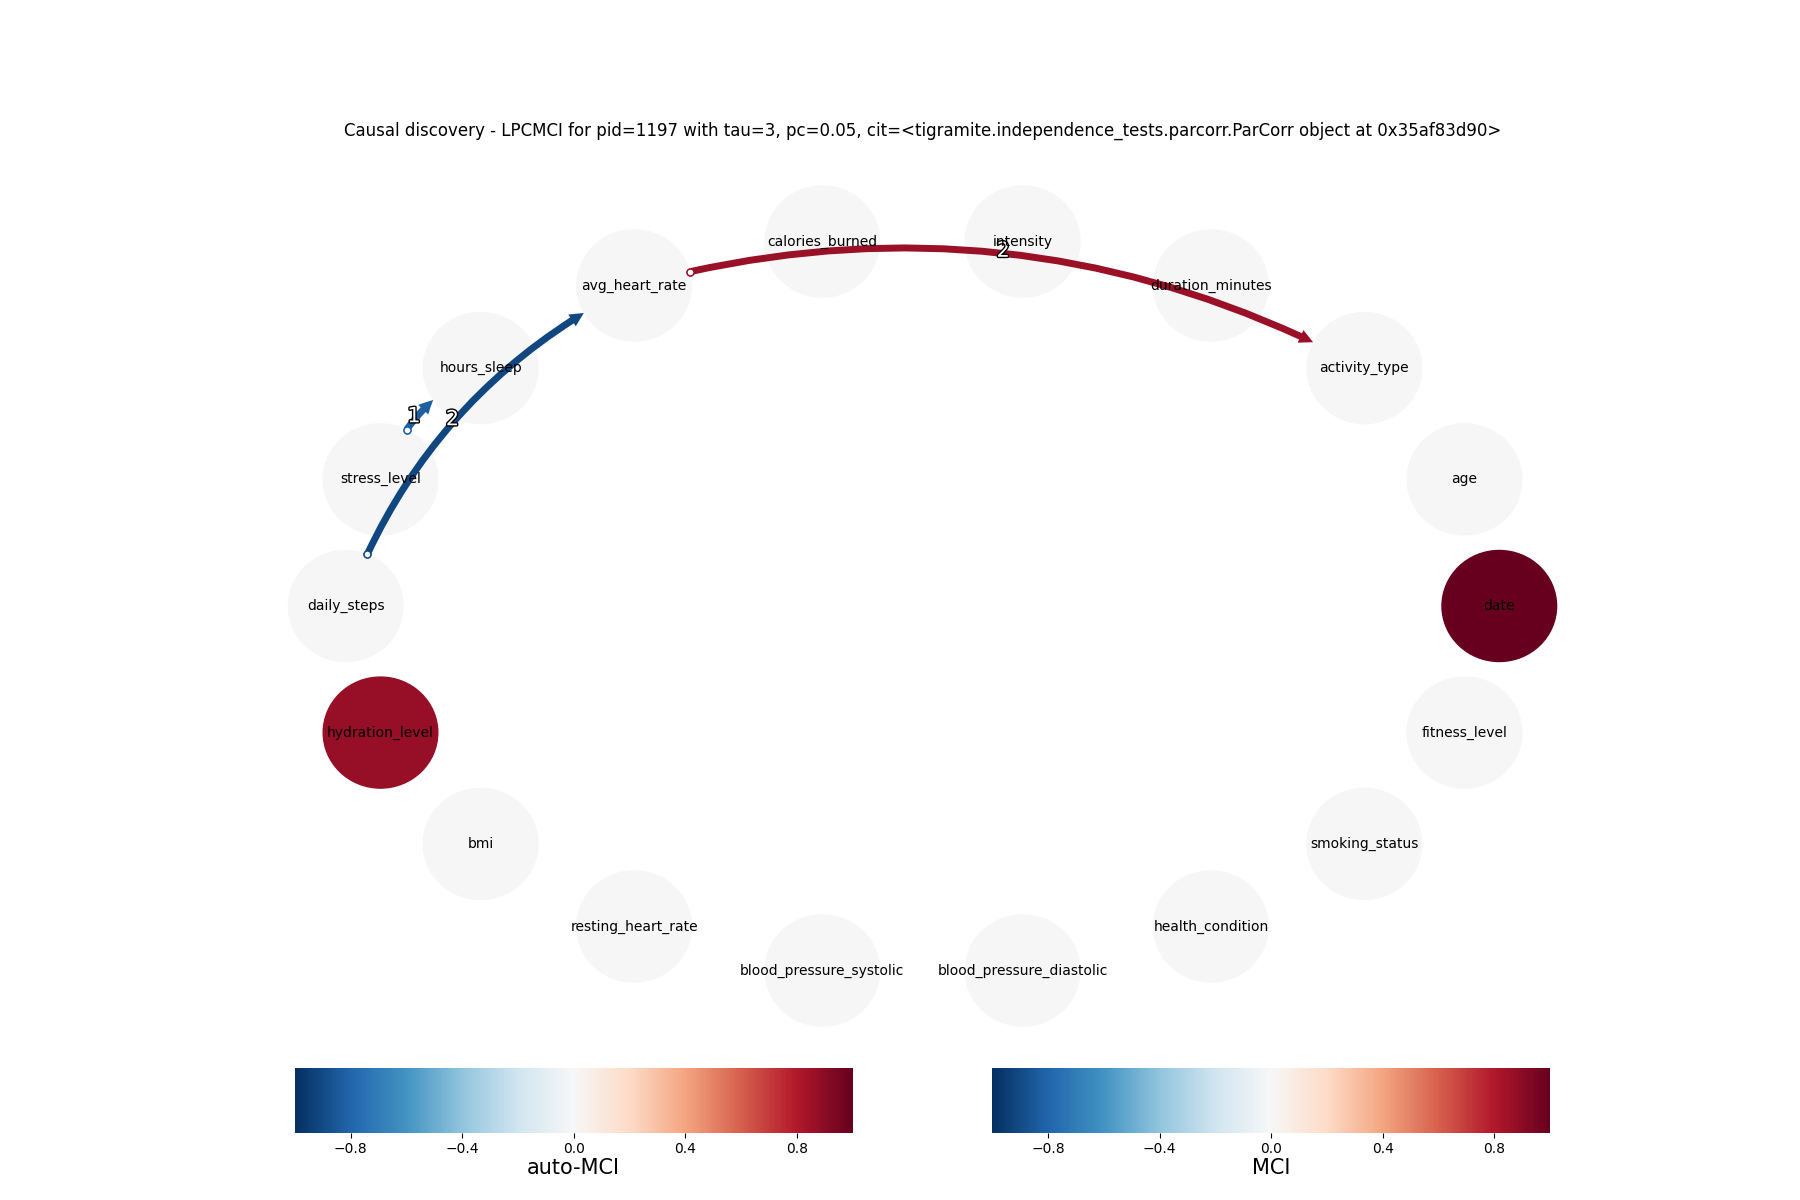 Causal discovery - LPCMCI for pid=1197 with tau=3, pc=0.05, cit=<tigramite.independence_tests.parcorr.ParCorr object at 0x35af83d90>
calories_burned
intensity
2
avg_heart_rate
duration_minutes
hours_sleep
activity_type
1
2
stress_level
age
daily_steps
date
hydration_level
fitness_level
bmi
smoking_status
resting_heart_rate
health_condition
blood_pressure_systolic
blood_pressure_diastolic
−0.8 −0.4 0.0 0.4 0.8
auto-MCI
−0.8 −0.4 0.0 0.4 0.8
MCI